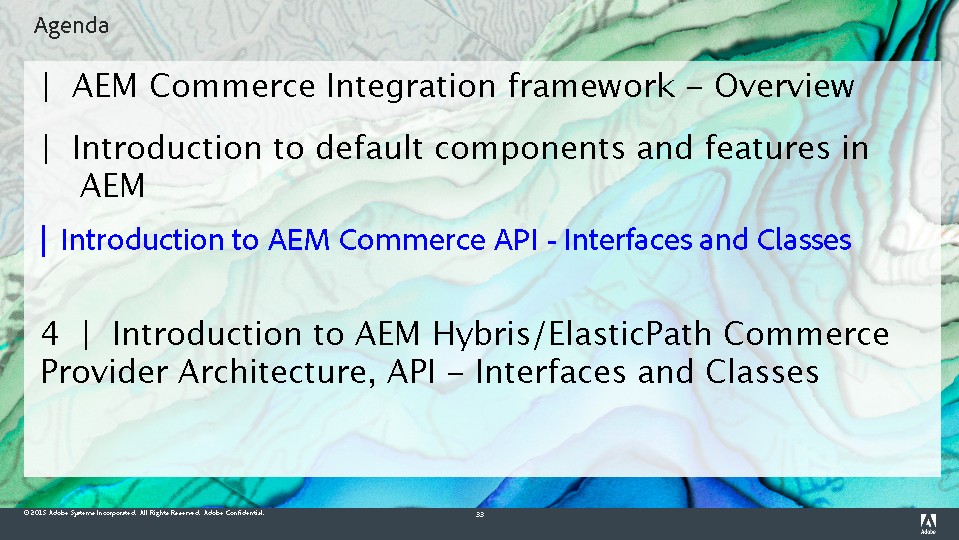 Agenda
| AEM Commerce Integration framework – Overview
| Introduction to default components and features in
AEM
| Introduction to AEM Commerce API - Interfaces and Classes
4 | Introduction to AEM Hybris/Elastic.Path Commerce
Provider Architecture, API – Interfaces and Classes
© 2015 Adobe Systems Incorporated. All Rights Reserved. Adobe Confidential.
33
Adobe